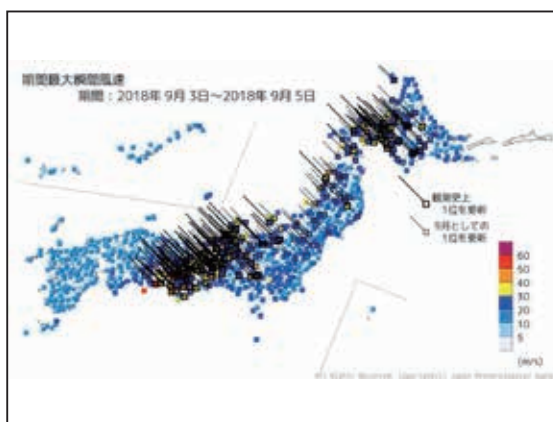 期間最大瞬間風速
期間：2018年 9月 3日～2018年 9月 5日
観測史上
1位を更新
9月としての
1位を更新
60
50
40
30
20
10
5
(m/s)